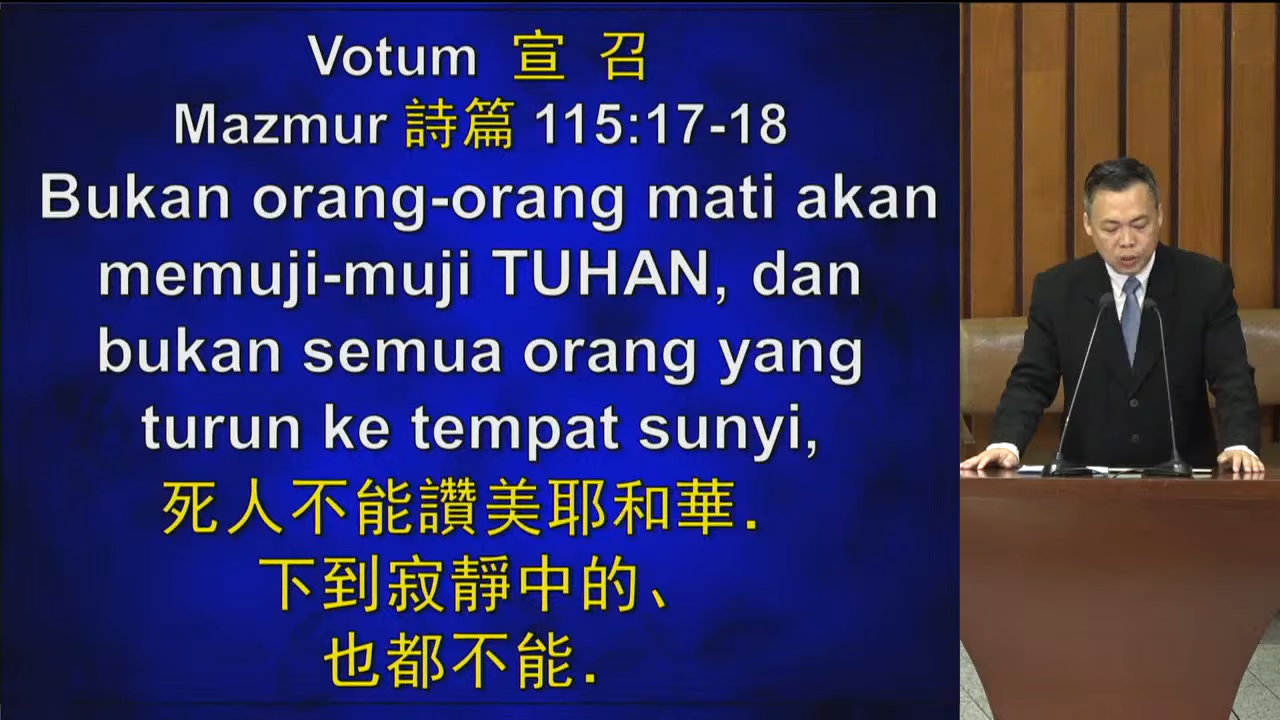 Votum 宣 召
Mazmur 詩篇 115:17-18
Bukan orang-orang mati akan
memuji-muji TUHAN, dan
bukan semua orang yang
turun ke tempat sunyi,
死人不能讚美耶和華．
下到寂靜中的、
也都不能．